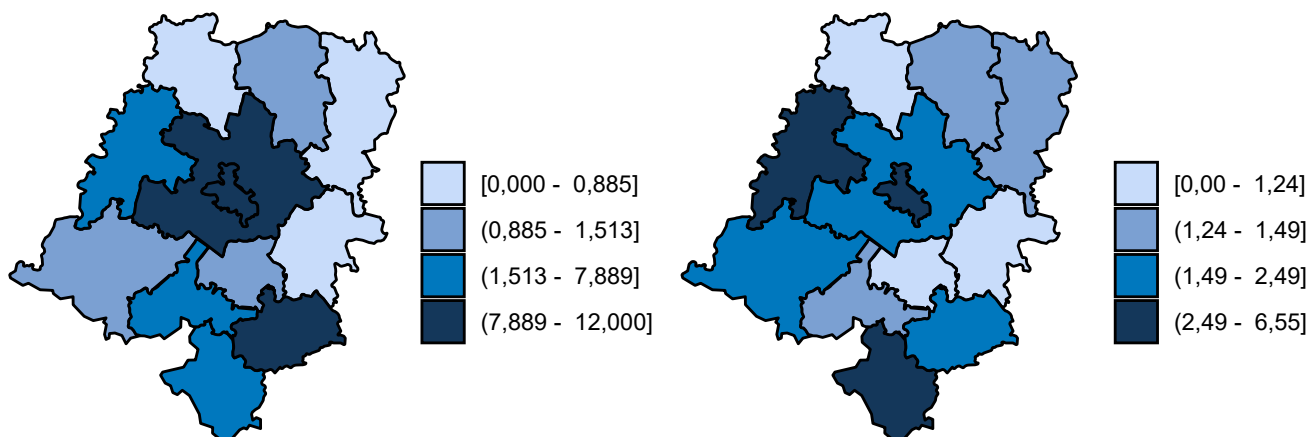 [0,000 - 0,885]
(0,885 - 1,513]
(1,513 - 7,889]
(7,889 - 12,000]
[0,00 - 1,24]
(1,24 - 1,49]
(1,49 - 2,49]
(2,49 - 6,55]